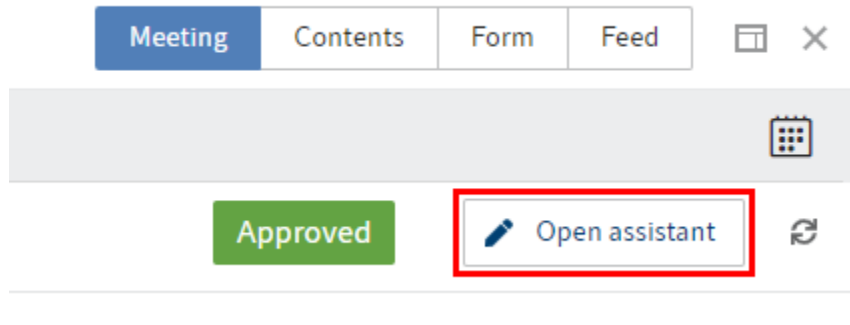 Meeting Contents Form Feed
Approved Open assistant